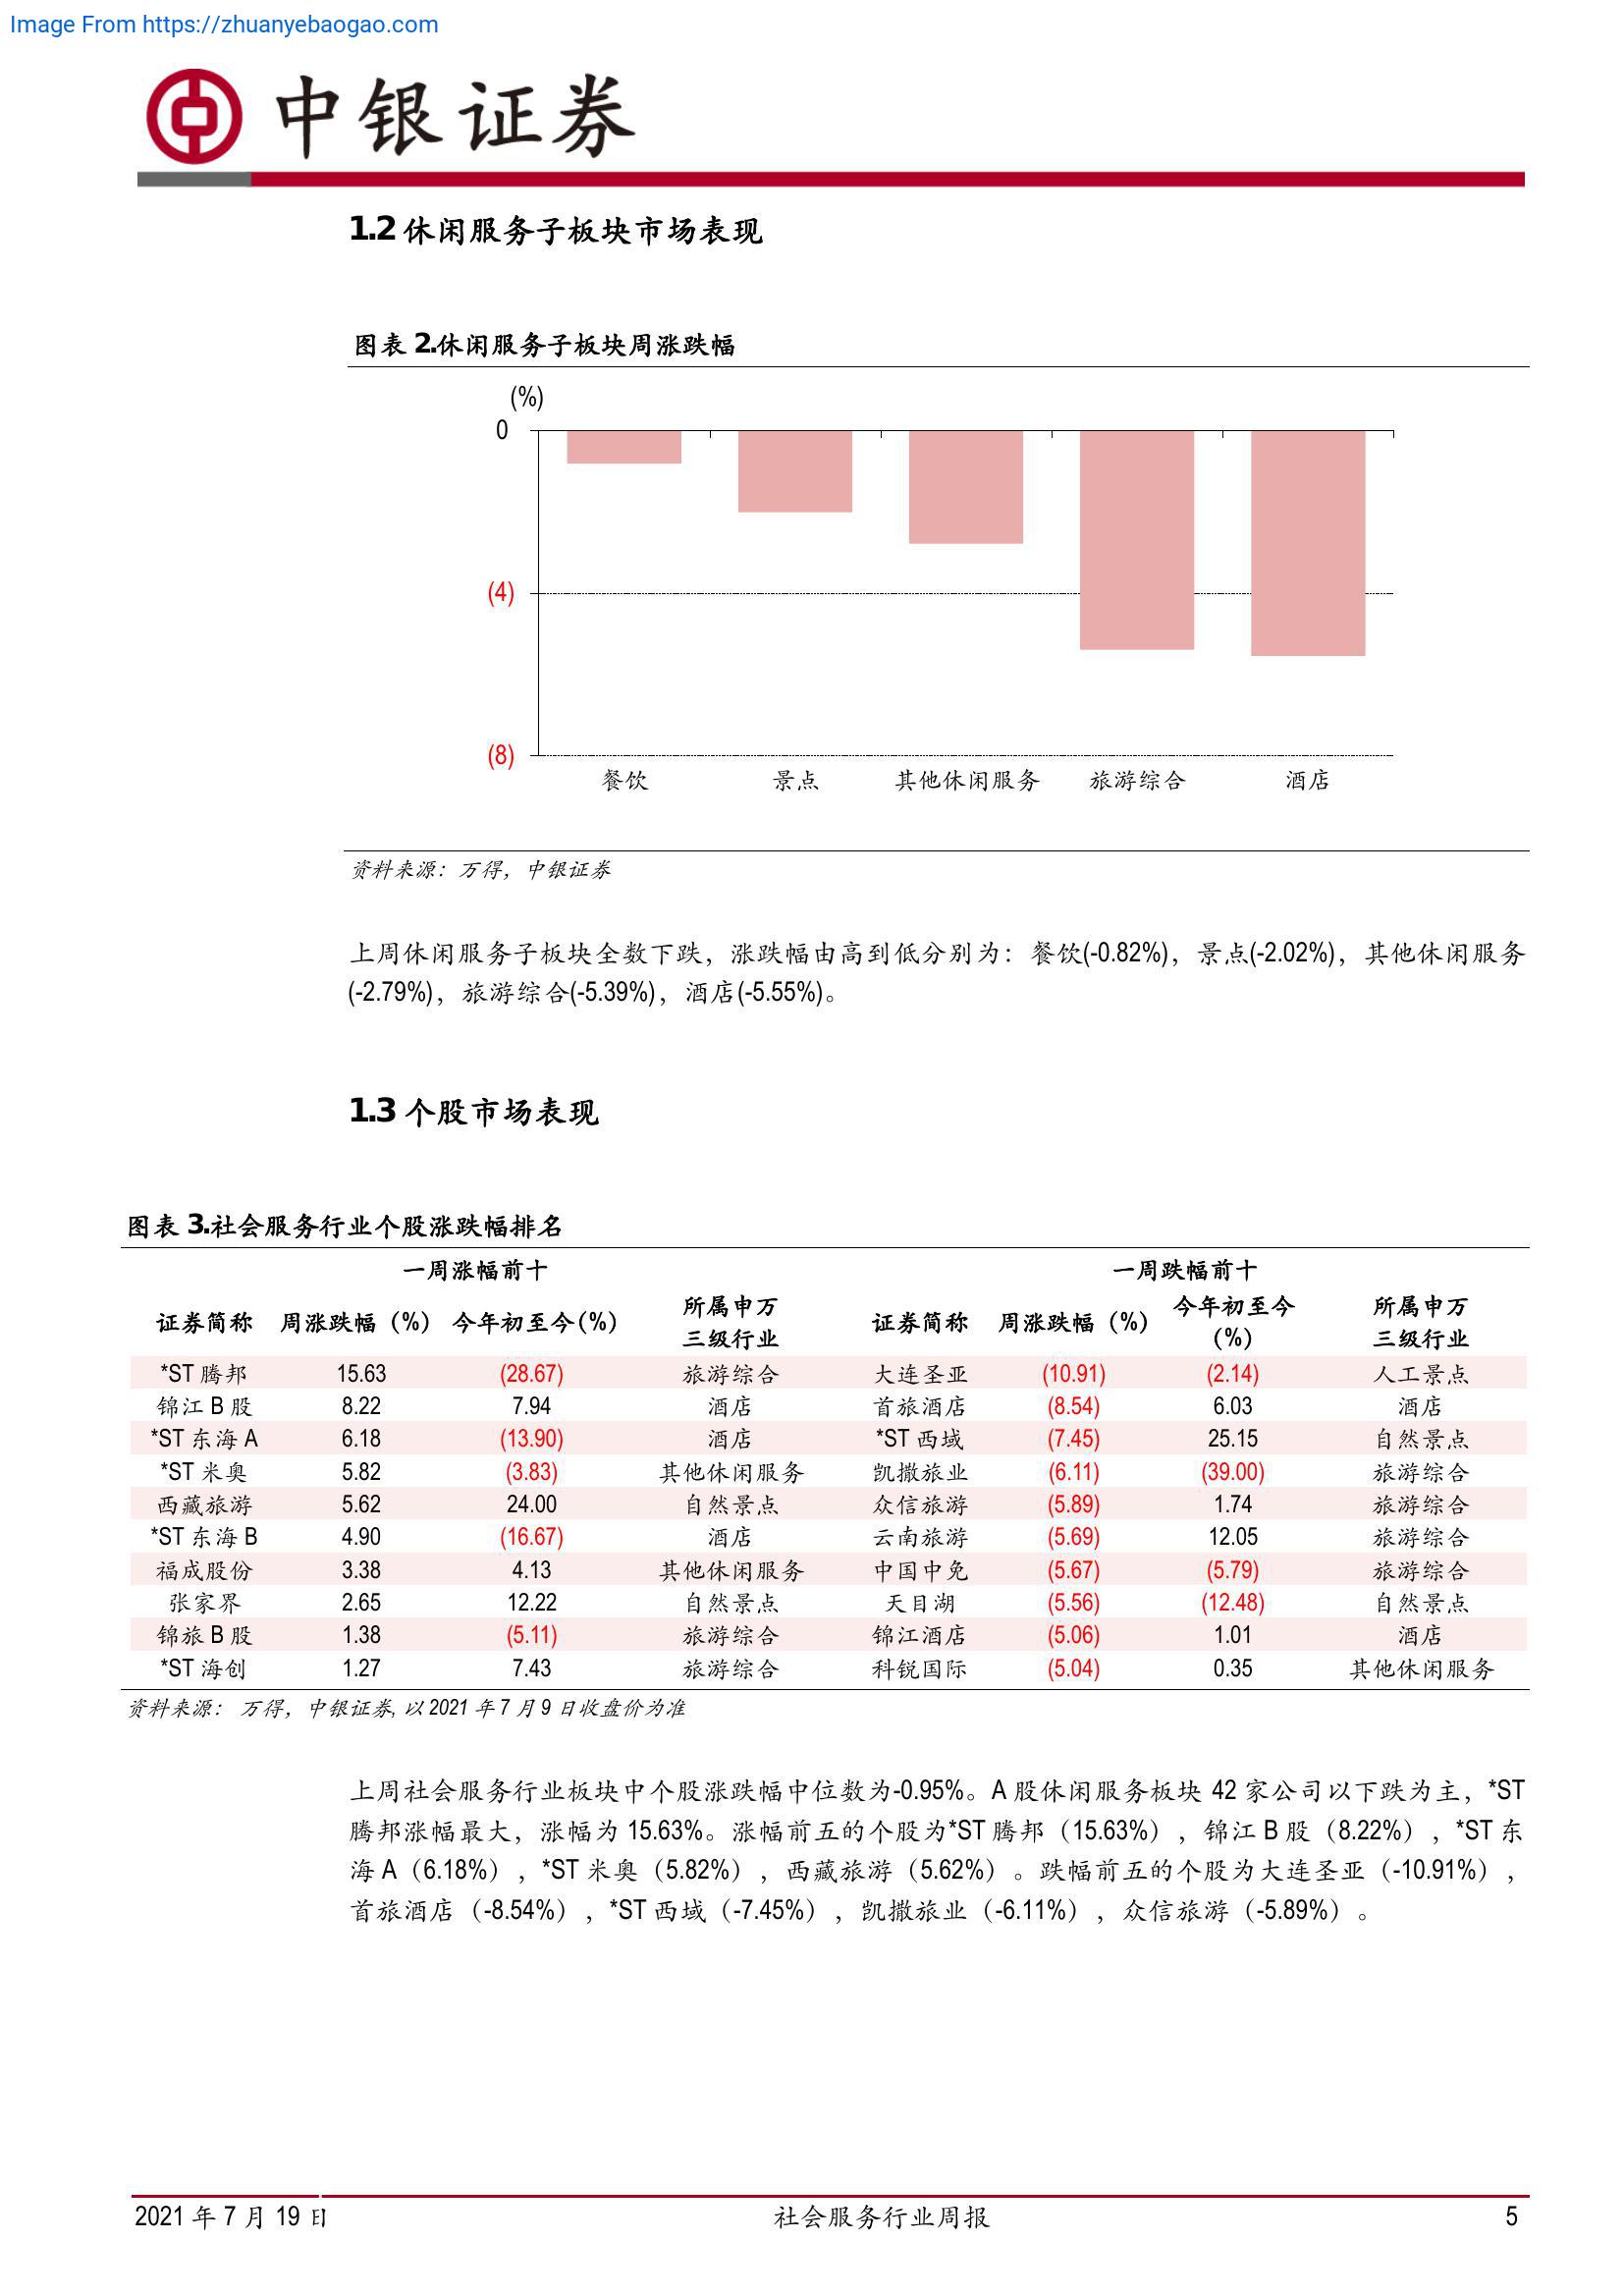 Image From https://zhuanyebaogao.com
中银证券
1.2 休闲服务子板块市场表现
图表 2.休闲服务子板块周涨跌幅
(%)
0
(4)
(8)
餐饮 景点 其他休闲服务 旅游综合 酒店
资料来源：万得，中银证券
上周休闲服务子板块全数下跌，涨跌幅由高到低分别为：餐饮(-0.82%)，景点(-2.02%)，其他休闲服务
(-2.79%)，旅游综合(-5.39%)，酒店(-5.55%)。
1.3 个股市场表现
图表 3.社会服务行业个股涨跌幅排名
一周涨幅前十 一周跌幅前十
证券简称 周涨跌幅（%） 今年初至今(%) 所属申万三级行业 证券简称 周涨跌幅（%） 今年初至今(%) 所属申万三级行业
*ST 腾邦 15.63 (28.67) 旅游综合 大连圣亚 (10.91) (2.14) 人工景点
锦江 B 股 8.22 7.94 酒店 首旅酒店 (8.54) 6.03 酒店
*ST 东海 A 6.18 (13.90) 酒店 *ST 西域 (7.45) 25.15 自然景点
*ST 米奥 5.82 (3.83) 其他休闲服务 凯撒旅业 (6.11) (39.00) 旅游综合
西藏旅游 5.62 24.00 自然景点 众信旅游 (5.89) 1.74 旅游综合
*ST 东海 B 4.90 (16.67) 酒店 云南旅游 (5.69) 12.05 旅游综合
福成股份 3.38 4.13 其他休闲服务 中国中免 (5.67) (5.79) 旅游综合
张家界 2.65 12.22 自然景点 天目湖 (5.56) (12.48) 自然景点
锦旅 B 股 1.38 (5.11) 旅游综合 锦江酒店 (5.06) 1.01 酒店
*ST 海创 1.27 7.43 旅游综合 科锐国际 (5.04) 0.35 其他休闲服务
资料来源： 万得，中银证券, 以 2021 年 7 月 9 日收盘价为准
上周社会服务行业板块中个股涨跌幅中位数为-0.95%。A 股休闲服务板块 42 家公司以下跌为主，*ST
腾邦涨幅最大，涨幅为 15.63%。涨幅前五的个股为*ST 腾邦（15.63%），锦江 B 股（8.22%），*ST 东
海 A（6.18%），*ST 米奥（5.82%），西藏旅游（5.62%）。跌幅前五的个股为大连圣亚（-10.91%），
首旅酒店（-8.54%），*ST 西域（-7.45%），凯撒旅业（-6.11%），众信旅游（-5.89%）。
2021 年 7 月 19 日 社会服务行业周报 5